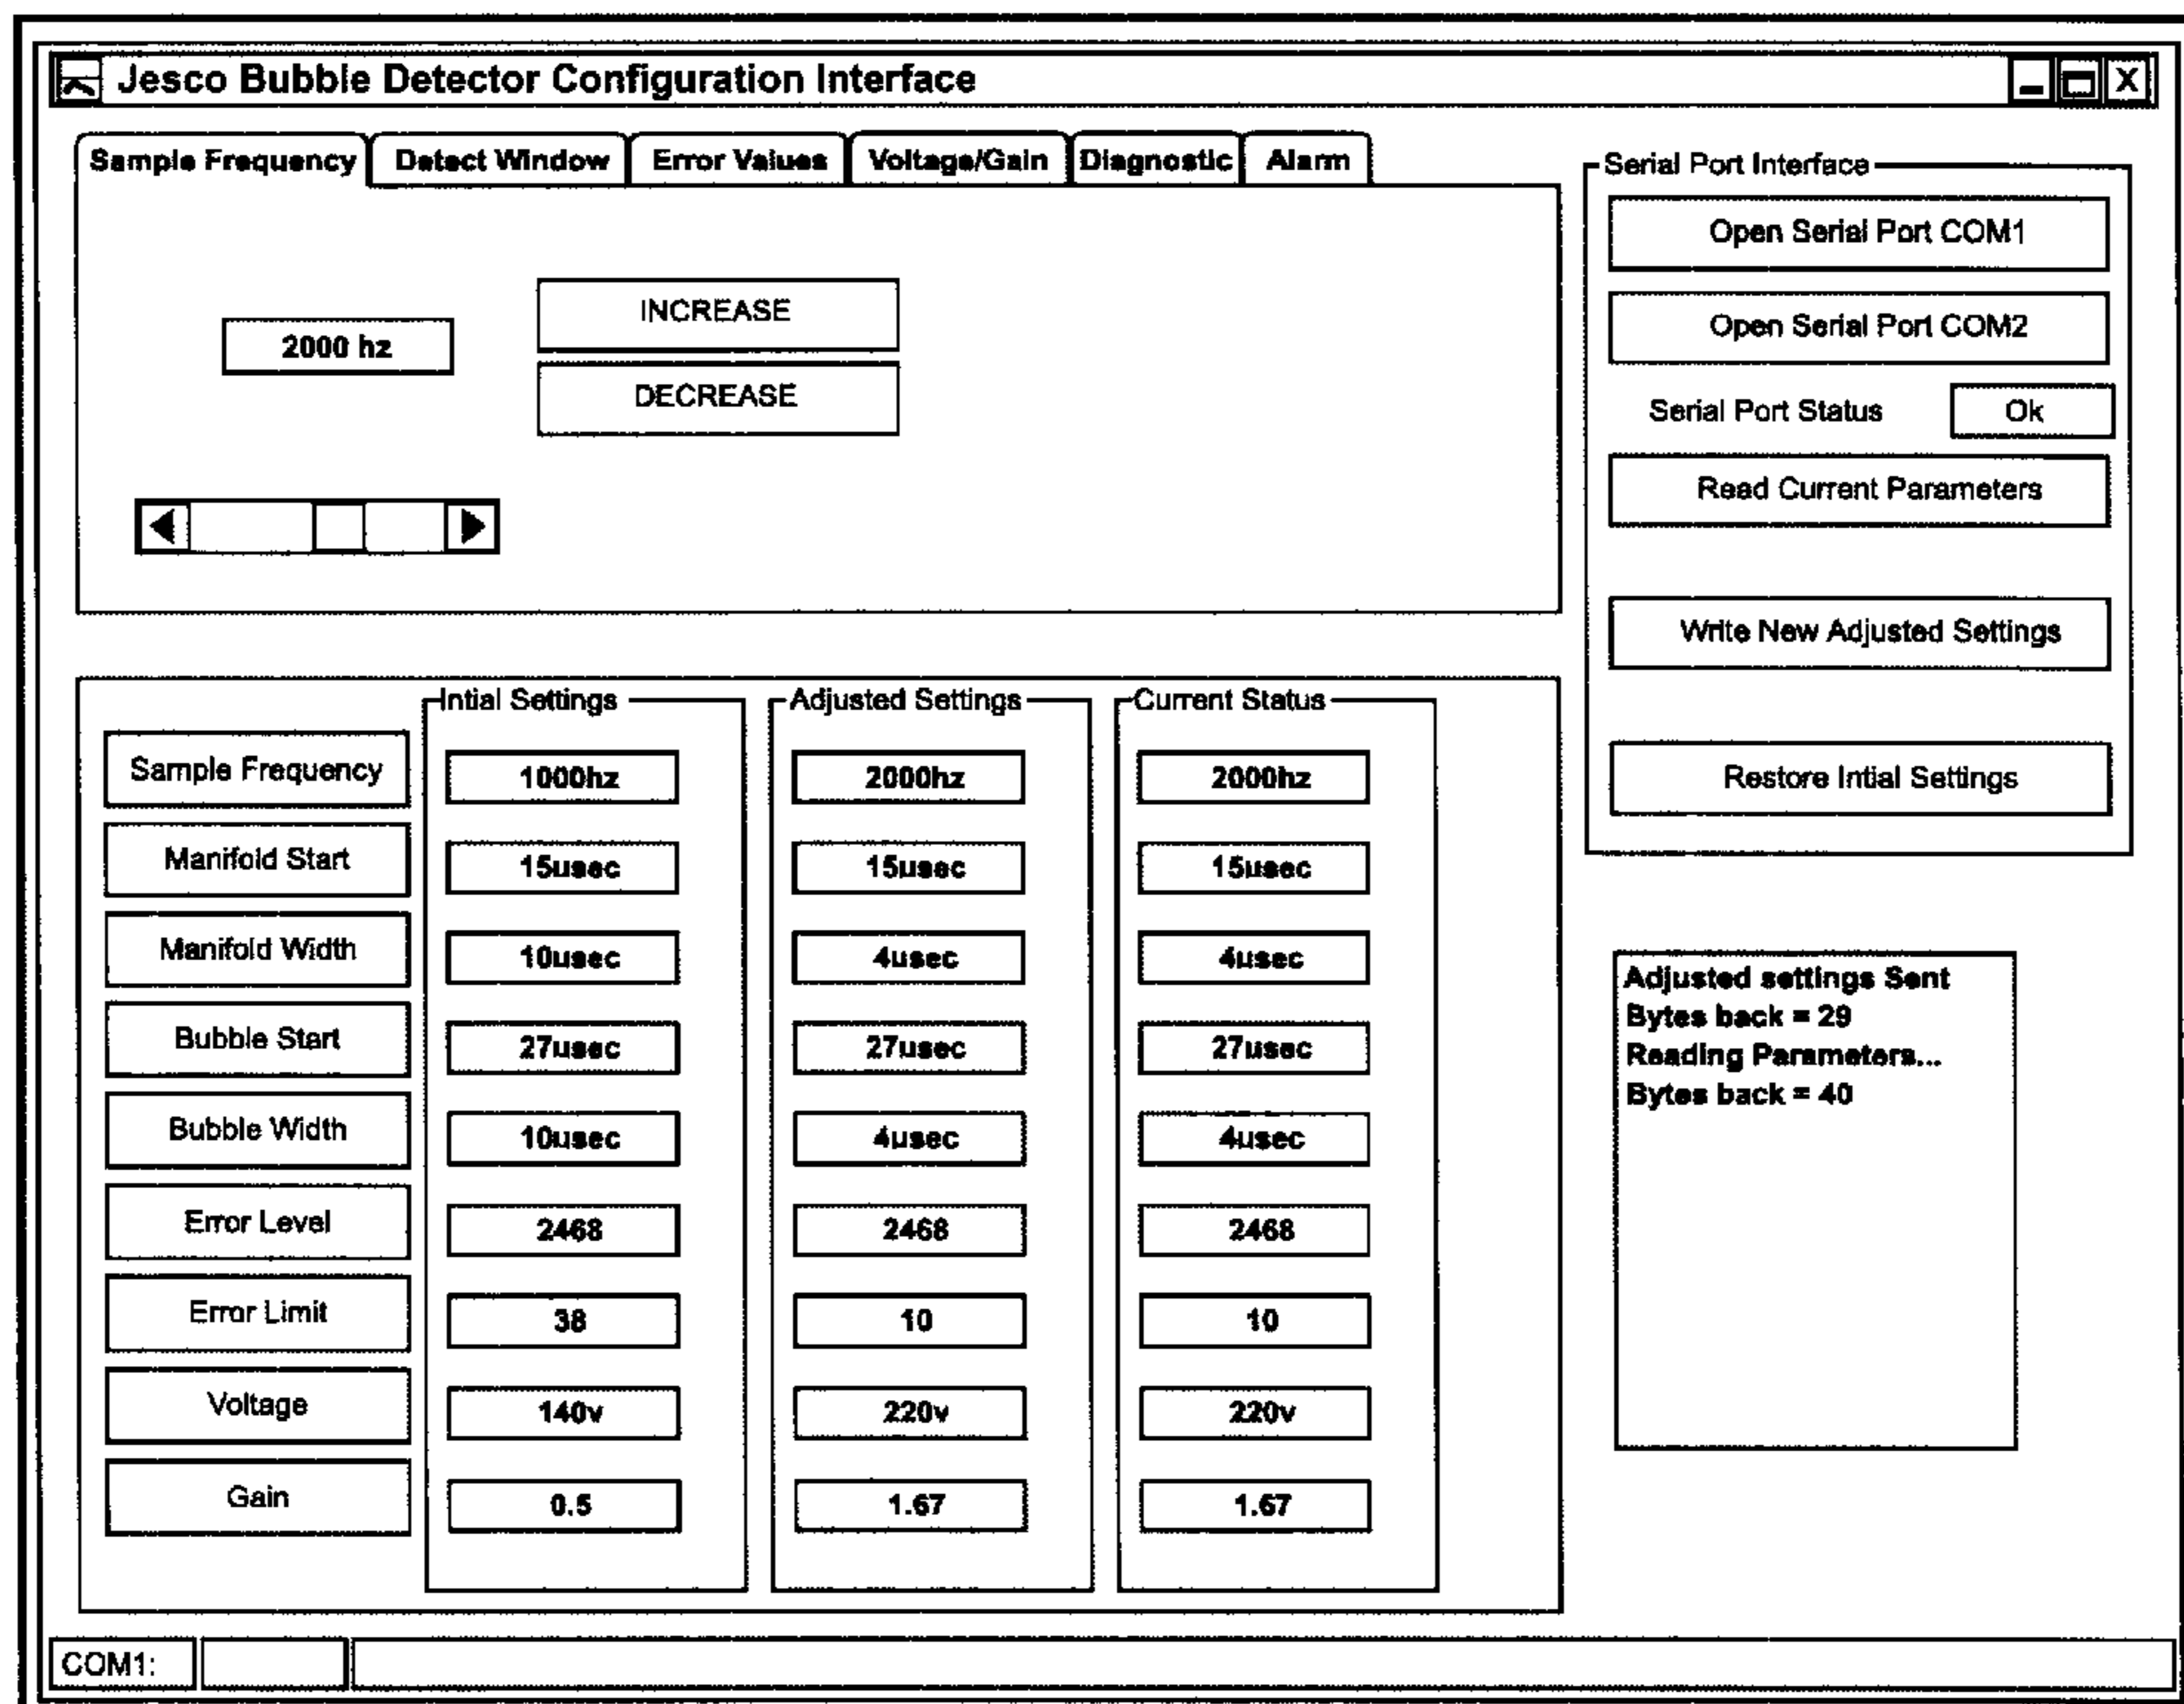 Jesco Bubble Detector Configuration Interface
Sample Frequency Detect Window Error Values Voltage/Gain Diagnostic Alarm
2000 hz
INCREASE
DECREASE
Serial Port Interface
Open Serial Port COM1
Open Serial Port COM2
Serial Port Status Ok
Read Current Parameters
Write New Adjusted Settings
Restore Intial Settings
Intial Settings Adjusted Settings Current Status
Sample Frequency 1000hz 2000hz 2000hz
Manifold Start 15usec 15usec 15usec
Manifold Width 10usec 4usec 4usec
Bubble Start 27usec 27usec 27usec
Bubble Width 10usec 4usec 4usec
Error Level 2468 2468 2468
Error Limit 38 10 10
Voltage 140v 220v 220v
Gain 0.5 1.67 1.67
Adjusted settings Sent
Bytes back = 29
Reading Parameters...
Bytes back = 40
COM1: